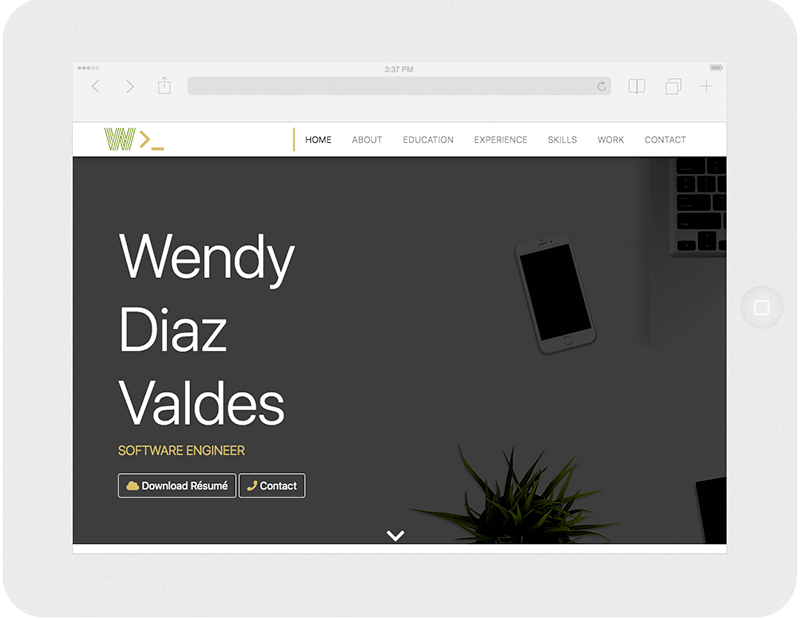 3:37 PM
W>_
HOME ABOUT EDUCATION EXPERIENCE SKILLS WORK CONTACT
Wendy
Diaz
Valdes
SOFTWARE ENGINEER
Download Résumé Contact